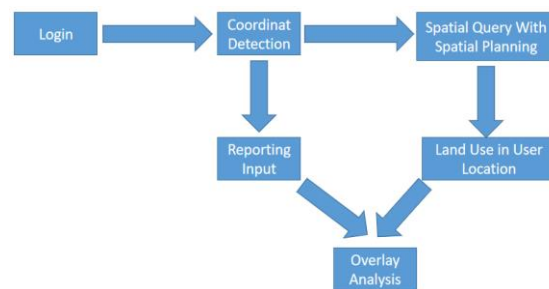 Login
Coordinat
Detection
Spatial Query With
Spatial Planning
Reporting
Input
Land Use in User
Location
Overlay
Analysis